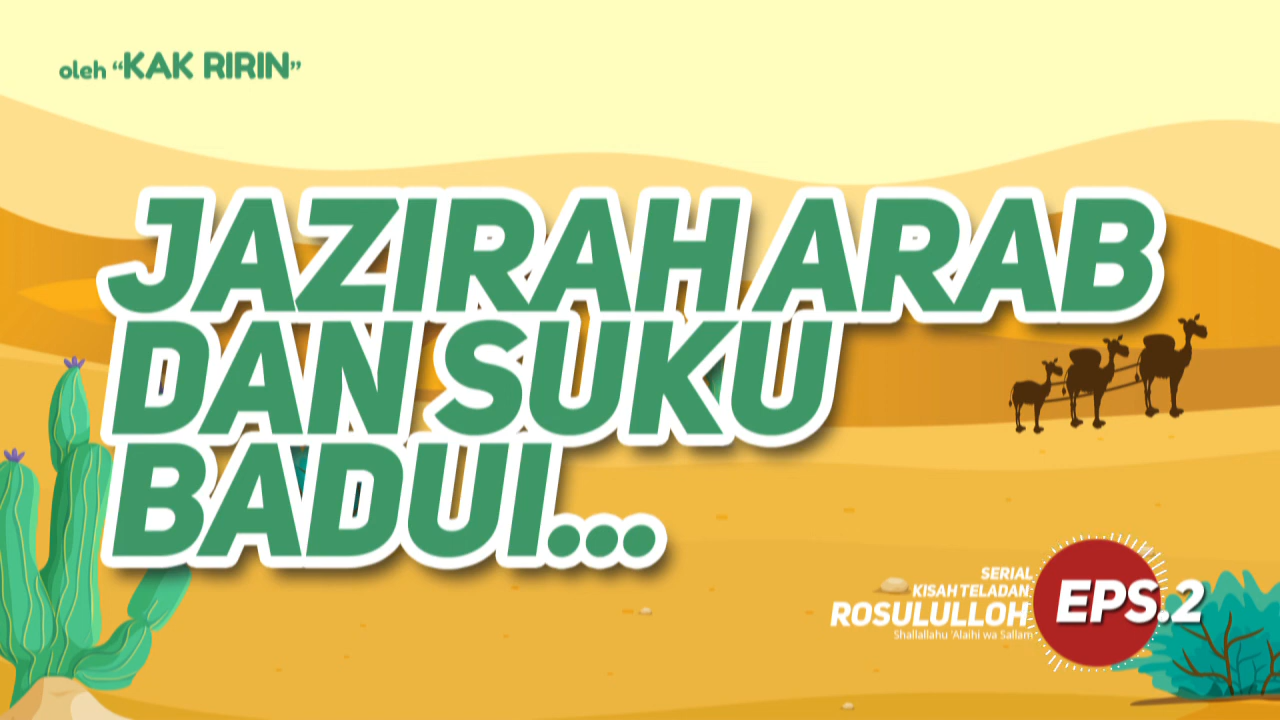 oleh “KAK RIRIN”
JAZIRAH ARAB
DAN SUKU
BADUI...
SERIAL
KISAH TELADAN
ROSULULLOH
Shallallahu 'Alaihi wa Sallam
EPS.2